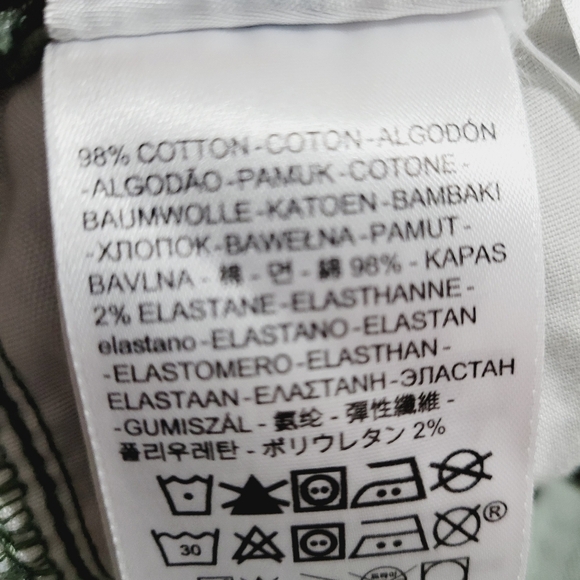 98% COTTON-COTON-ALGODÓN
-ALGODÃO-PAMUK-COTONE-
BAUMWOLLE-KATOEN-BAMBAKI
-ХЛОПОК-BAWEŁNA-PAMUT-
BAVLNA - 棉 - 면 - 綿 98% - KAPAS
2% ELASTANE-ELASTHANNE-
elastano-ELASTANO-ELASTAN
-ELASTOMERO-ELASTHAN-
ELASTAAN-ΕΛΑΣΤΑΝΗ-ЭЛАСТАН
-GUMISZÁL - 氨纶 - 彈性纖維 -
폴리우레탄 - ポリウレタン 2%
®
30